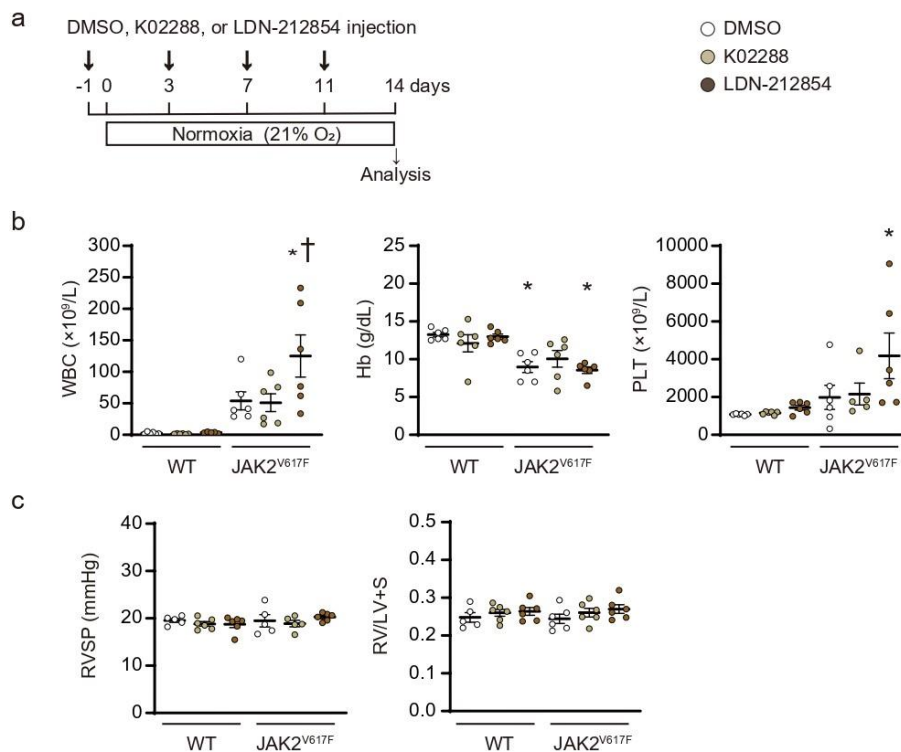 a
DMSO, K02288, or LDN-212854 injection
-1 0 3 7 11 14 days
Normoxia (21% O₂)
↓
Analysis
DMSO
K02288
LDN-212854
b
WBC (×10⁹/L)
300
250
200
150
100
50
0
* †
WT JAK2ⱽ⁶¹⁷ᶠ
Hb (g/dL)
25
20
15
10
5
0
* *
WT JAK2ⱽ⁶¹⁷ᶠ
PLT (×10⁹/L)
10000
8000
6000
4000
2000
0
*
WT JAK2ⱽ⁶¹⁷ᶠ
c
RVSP (mmHg)
40
30
20
10
0
WT JAK2ⱽ⁶¹⁷ᶠ
RV/LV+S
0.5
0.4
0.3
0.2
0.1
0.0
WT JAK2ⱽ⁶¹⁷ᶠ